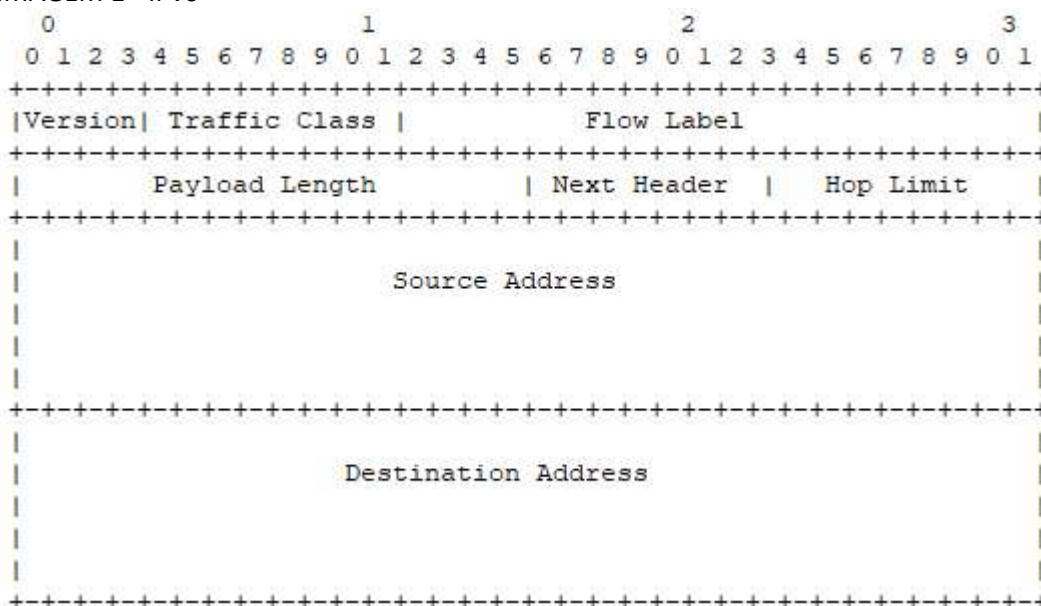 0 1 2 3
0 1 2 3 4 5 6 7 8 9 0 1 2 3 4 5 6 7 8 9 0 1 2 3 4 5 6 7 8 9 0 1
+-+-+-+-+-+-+-+-+-+-+-+-+-+-+-+-+-+-+-+-+-+-+-+-+-+-+-+-+-+-+-+-+
|Version| Traffic Class | Flow Label |
+-+-+-+-+-+-+-+-+-+-+-+-+-+-+-+-+-+-+-+-+-+-+-+-+-+-+-+-+-+-+-+-+
| Payload Length | Next Header | Hop Limit |
+-+-+-+-+-+-+-+-+-+-+-+-+-+-+-+-+-+-+-+-+-+-+-+-+-+-+-+-+-+-+-+-+
| |
| Source Address |
| |
| |
| |
+-+-+-+-+-+-+-+-+-+-+-+-+-+-+-+-+-+-+-+-+-+-+-+-+-+-+-+-+-+-+-+-+
| |
| Destination Address |
| |
| |
| |
+-+-+-+-+-+-+-+-+-+-+-+-+-+-+-+-+-+-+-+-+-+-+-+-+-+-+-+-+-+-+-+-+